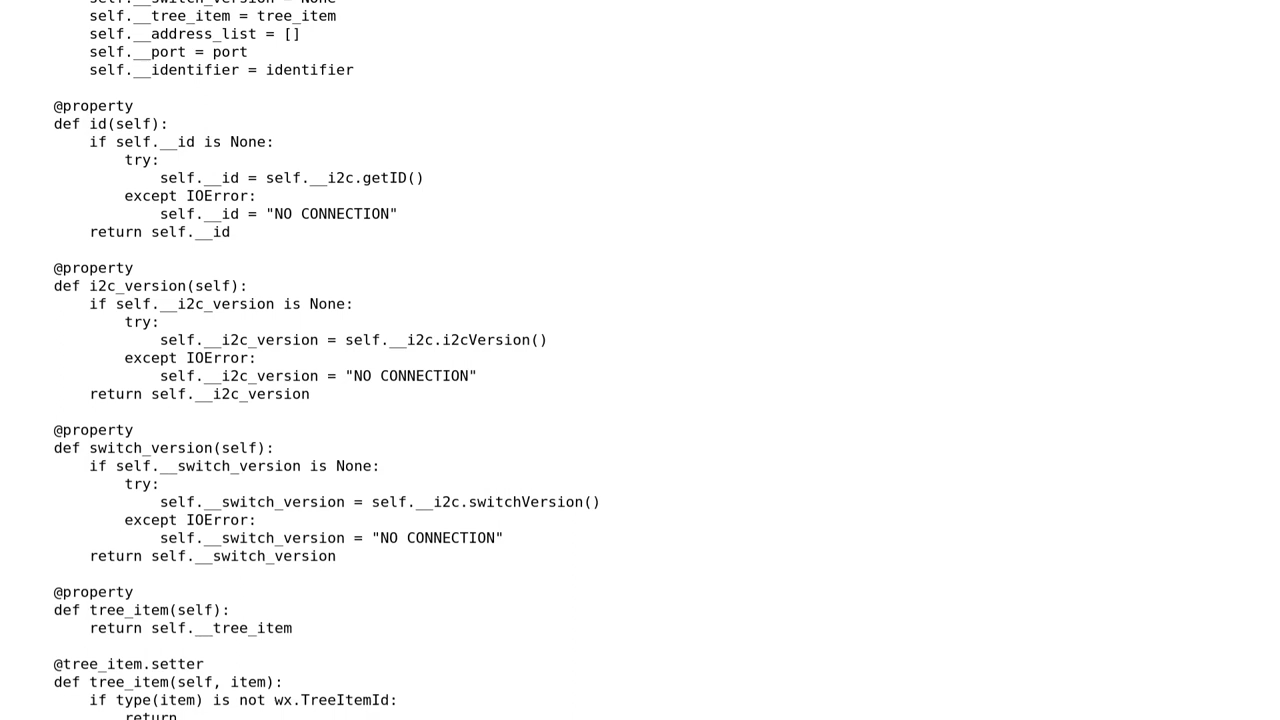 self.__switch_version = None
self.__tree_item = tree_item
self.__address_list = []
self.__port = port
self.__identifier = identifier
@property
def id(self):
if self.__id is None:
try:
self.__id = self.__i2c.getID()
except IOError:
self.__id = "NO CONNECTION"
return self.__id
@property
def i2c_version(self):
if self.__i2c_version is None:
try:
self.__i2c_version = self.__i2c.i2cVersion()
except IOError:
self.__i2c_version = "NO CONNECTION"
return self.__i2c_version
@property
def switch_version(self):
if self.__switch_version is None:
try:
self.__switch_version = self.__i2c.switchVersion()
except IOError:
self.__switch_version = "NO CONNECTION"
return self.__switch_version
@property
def tree_item(self):
return self.__tree_item
@tree_item.setter
def tree_item(self, item):
if type(item) is not wx.TreeItemId:
return